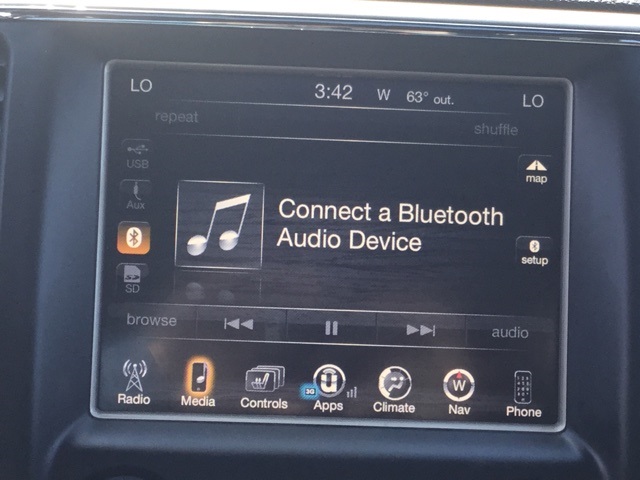 LO 3:42 W 63° out. LO
repeat shuffle
USB
map
Aux
Connect a Bluetooth
Audio Device
setup
SD
browse audio
Radio Media Controls 3G Apps Climate W Nav Phone